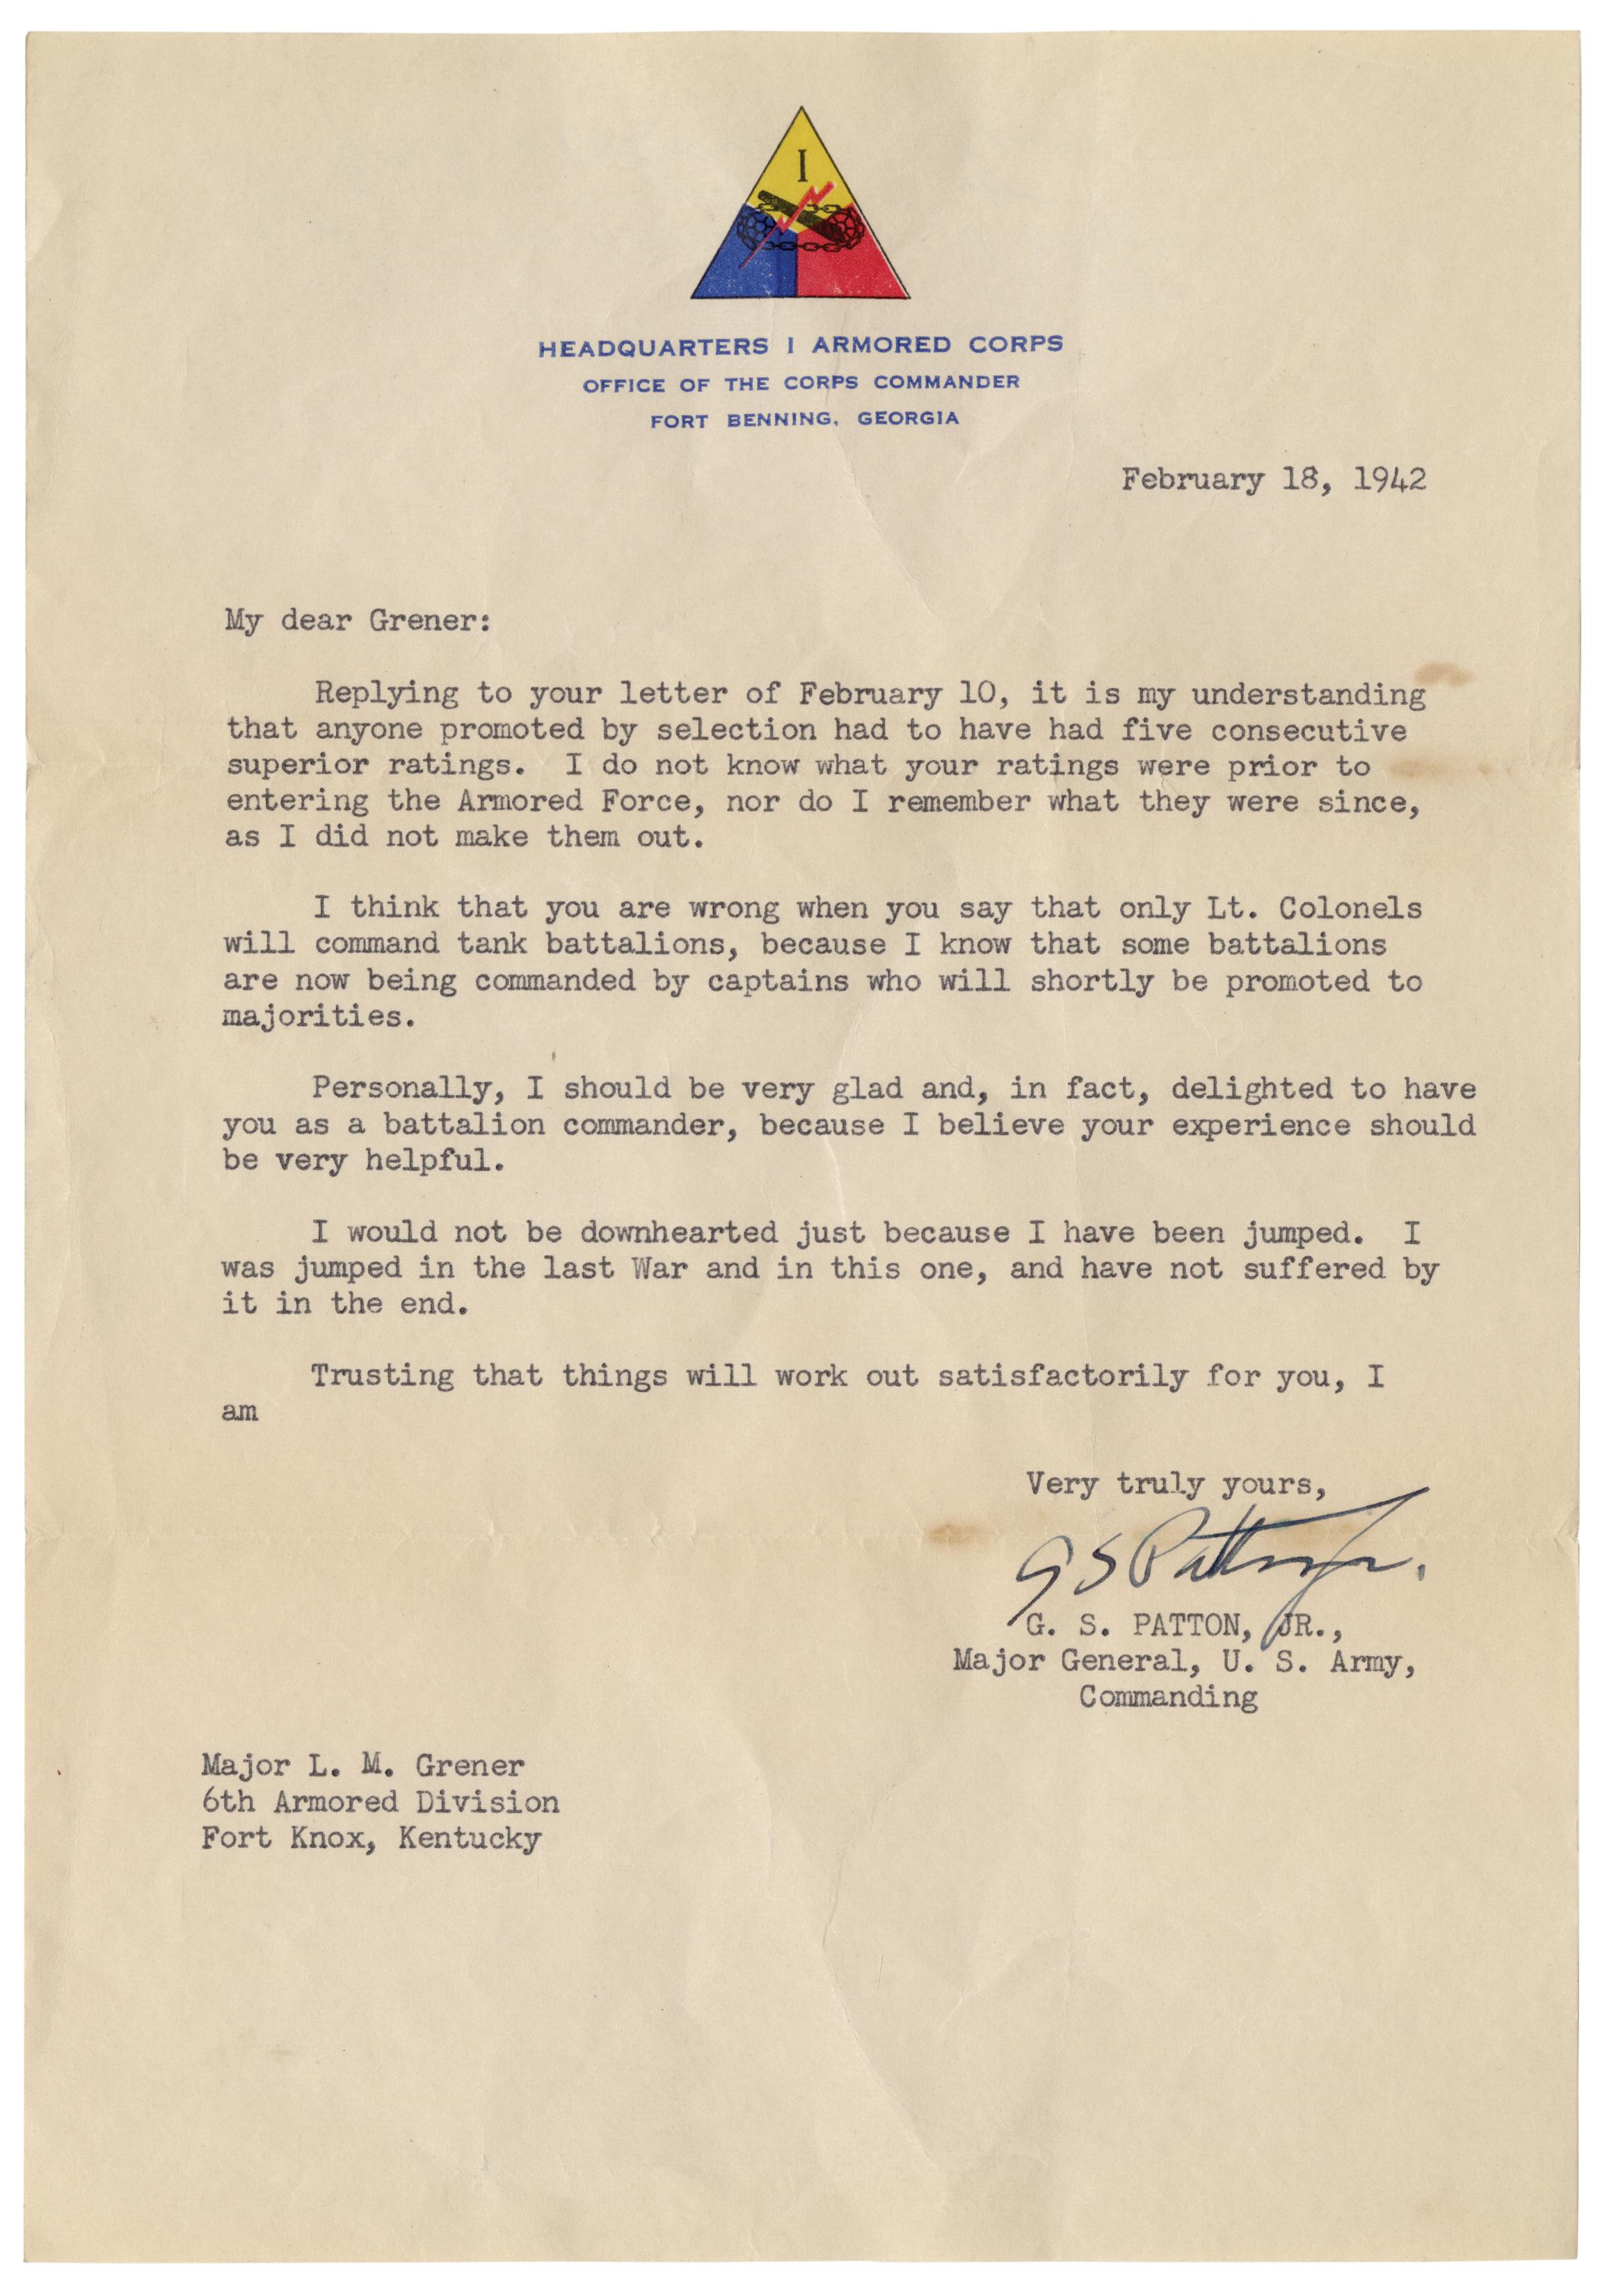 I
HEADQUARTERS I ARMORED CORPS
OFFICE OF THE CORPS COMMANDER
FORT BENNING, GEORGIA
February 18, 1942
My dear Grener:
Replying to your letter of February 10, it is my understanding
that anyone promoted by selection had to have had five consecutive
superior ratings. I do not know what your ratings were prior to
entering the Armored Force, nor do I remember what they were since,
as I did not make them out.
I think that you are wrong when you say that only Lt. Colonels
will command tank battalions, because I know that some battalions
are now being commanded by captains who will shortly be promoted to
majorities.
Personally, I should be very glad and, in fact, delighted to have
you as a battalion commander, because I believe your experience should
be very helpful.
I would not be downhearted just because I have been jumped. I
was jumped in the last War and in this one, and have not suffered by
it in the end.
Trusting that things will work out satisfactorily for you, I
am
Very truly yours,
G S Patton Jr.
G. S. PATTON, JR.,
Major General, U. S. Army,
Commanding
Major L. M. Grener
6th Armored Division
Fort Knox, Kentucky